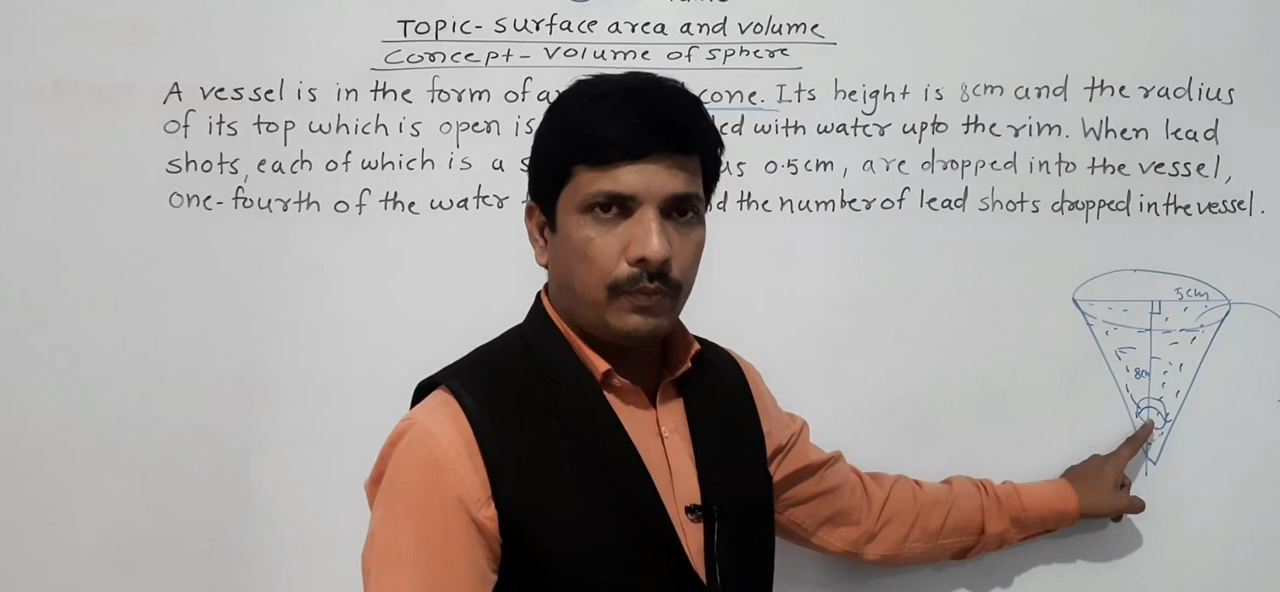 Topic- surface area and volume
Concept- volume of sphere
A vessel is in the form of a cone. Its height is 8cm and the radius
of its top which is open is with water upto the rim. When lead
shots, each of which is a 0.5cm, are dropped into the vessel,
one-fourth of the water the number of lead shots dropped in the vessel.
5cm
8cm